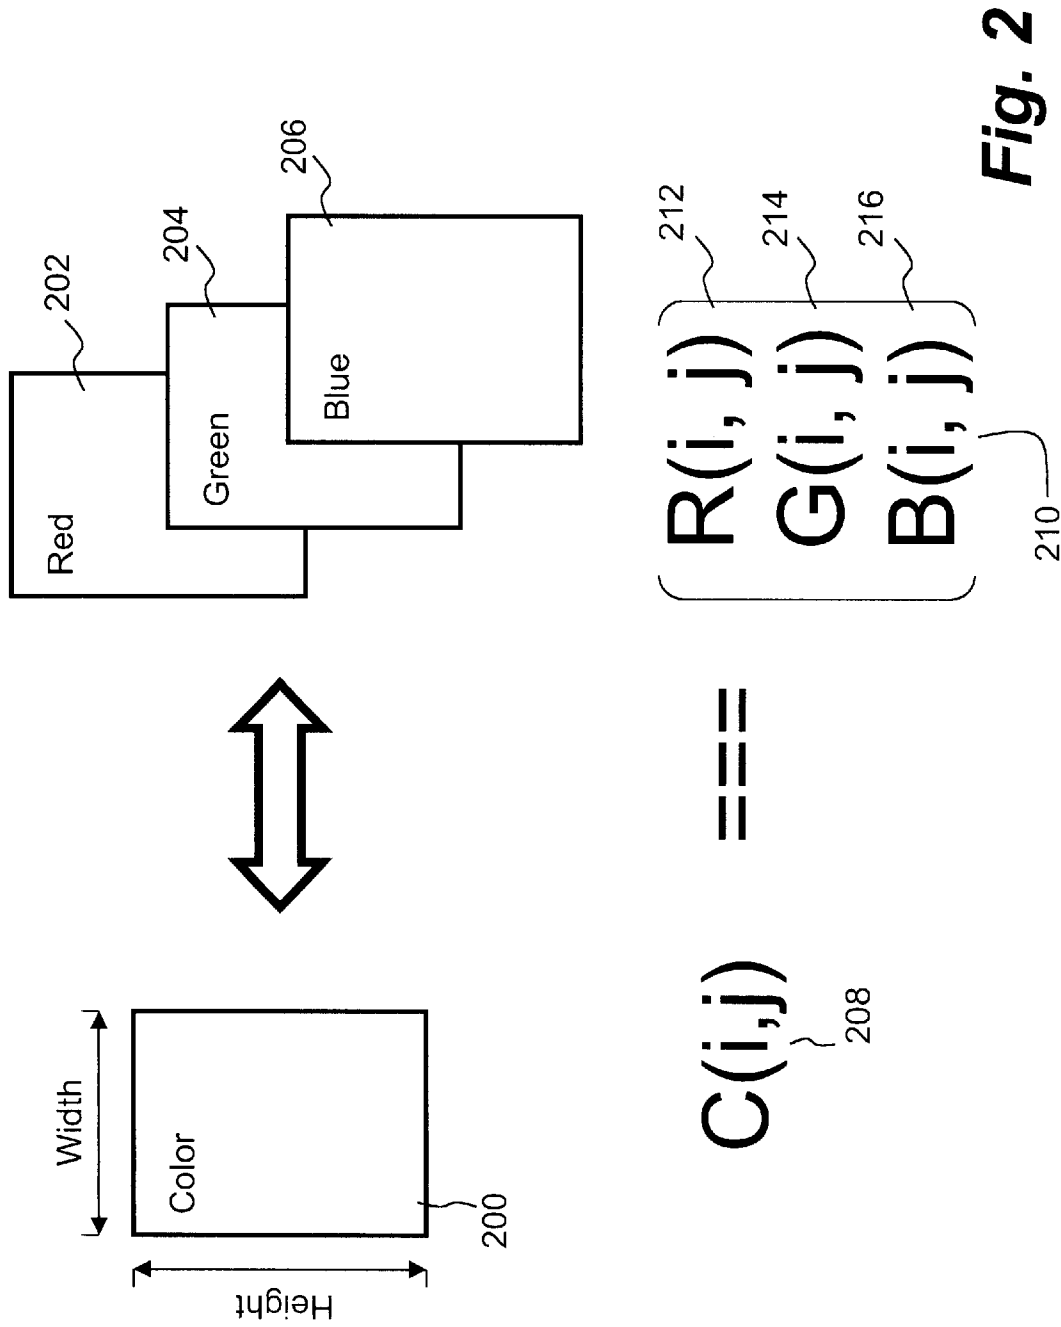 Width
Height
Color
200
Red
202
Green
204
Blue
206
C(i,j)
208
===
R(i, j)
G(i, j)
B(i, j)
212
214
216
210
Fig. 2